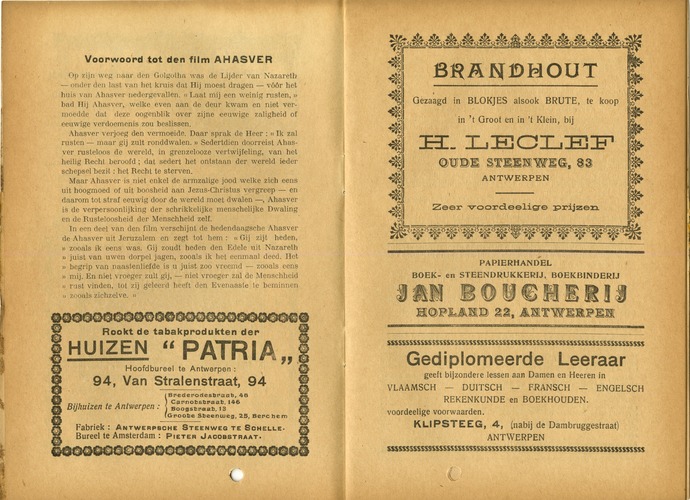 Voorwoord tot den film AHASVER
Op zijn weg naar den Golgotha was de Lijder van Nazareth
— onder den last van het kruis dat Hij moest dragen — vóór het
huis van Ahasver nedergevallen. « Laat mij een weinig rusten, »
bad Hij Ahasver, welke even aan de deur kwam en niet ver-
moedde dat deze oogenblik over zijne eeuwige zaligheid of
eeuwige verdoemenis zou beslissen.
Ahasver verjoeg den vermoeide. Daar sprak de Heer : « Ik zal
rusten — maar gij zult ronddwalen. » Sedertdien doorreist Ahas-
ver rusteloos de wereld, in grenzelooze vertwijfeling, van het
heilig Recht beroofd ; dat sedert het ontstaan der wereld ieder
schepsel bezit : het Recht te sterven.
Maar Ahasver is niet enkel de armzalige jood welke zich eens
uit hoogmoed of uit boosheid aan Jezus-Christus vergreep — en
daarom tot straf eeuwig door de wereld moet dwalen —, Ahasver
is de verpersoonlijking der schrikkelijke menschelijke Dwaling
en de Rusteloosheid der Menschheid zelf.
In een deel van den film verschijnt de hedendaagsche Ahasver
de Ahasver uit Jeruzalem en zegt tot hem : « Gij zijt heden,
» zooals ik eens was. Gij zoudt heden den Edele uit Nazareth
» juist van uwen dorpel jagen, zooals ik het eenmaal deed. Het
» begrip van naastenliefde is u juist zoo vreemd — zooals eens
» mij. En niet vroeger zult gij, — niet vroeger zal de Menschheid
» rust vinden, tot zij geleerd heeft den Evenaaste te beminnen
» zooals zichzelve. »
Rookt de tabakprodukten der
HUIZEN “PATRIA„
Hoofdbureel te Antwerpen :
94, Van Stralenstraat, 94
Bijhuizen te Antwerpen :
Brederodestraat, 48
Carnotstraat, 146
Boogstraat, 13
Groote Steenweg, 25, Berchem
Fabriek : ANTWERPSCHE STEENWEG TE SCHELLE.
Bureel te Amsterdam : PIETER JACOBSTRAAT.
BRANDHOUT
Gezaagd in BLOKJES alsook BRUTE, te koop
in 't Groot en in 't Klein, bij
H. LECLEF
OUDE STEENWEG, 83
ANTWERPEN
Zeer voordeelige prijzen
PAPIERHANDEL
BOEK- en STEENDRUKKERIJ, BOEKBINDERIJ
JAN BOUCHERIJ
HOPLAND 22, ANTWERPEN
Gediplomeerde Leeraar
geeft bijzondere lessen aan Damen en Heeren in
VLAAMSCH — DUITSCH — FRANSCH — ENGELSCH
REKENKUNDE en BOEKHOUDEN.
voordeelige voorwaarden.
KLIPSTEEG, 4, (nabij de Dambruggestraat)
ANTWERPEN